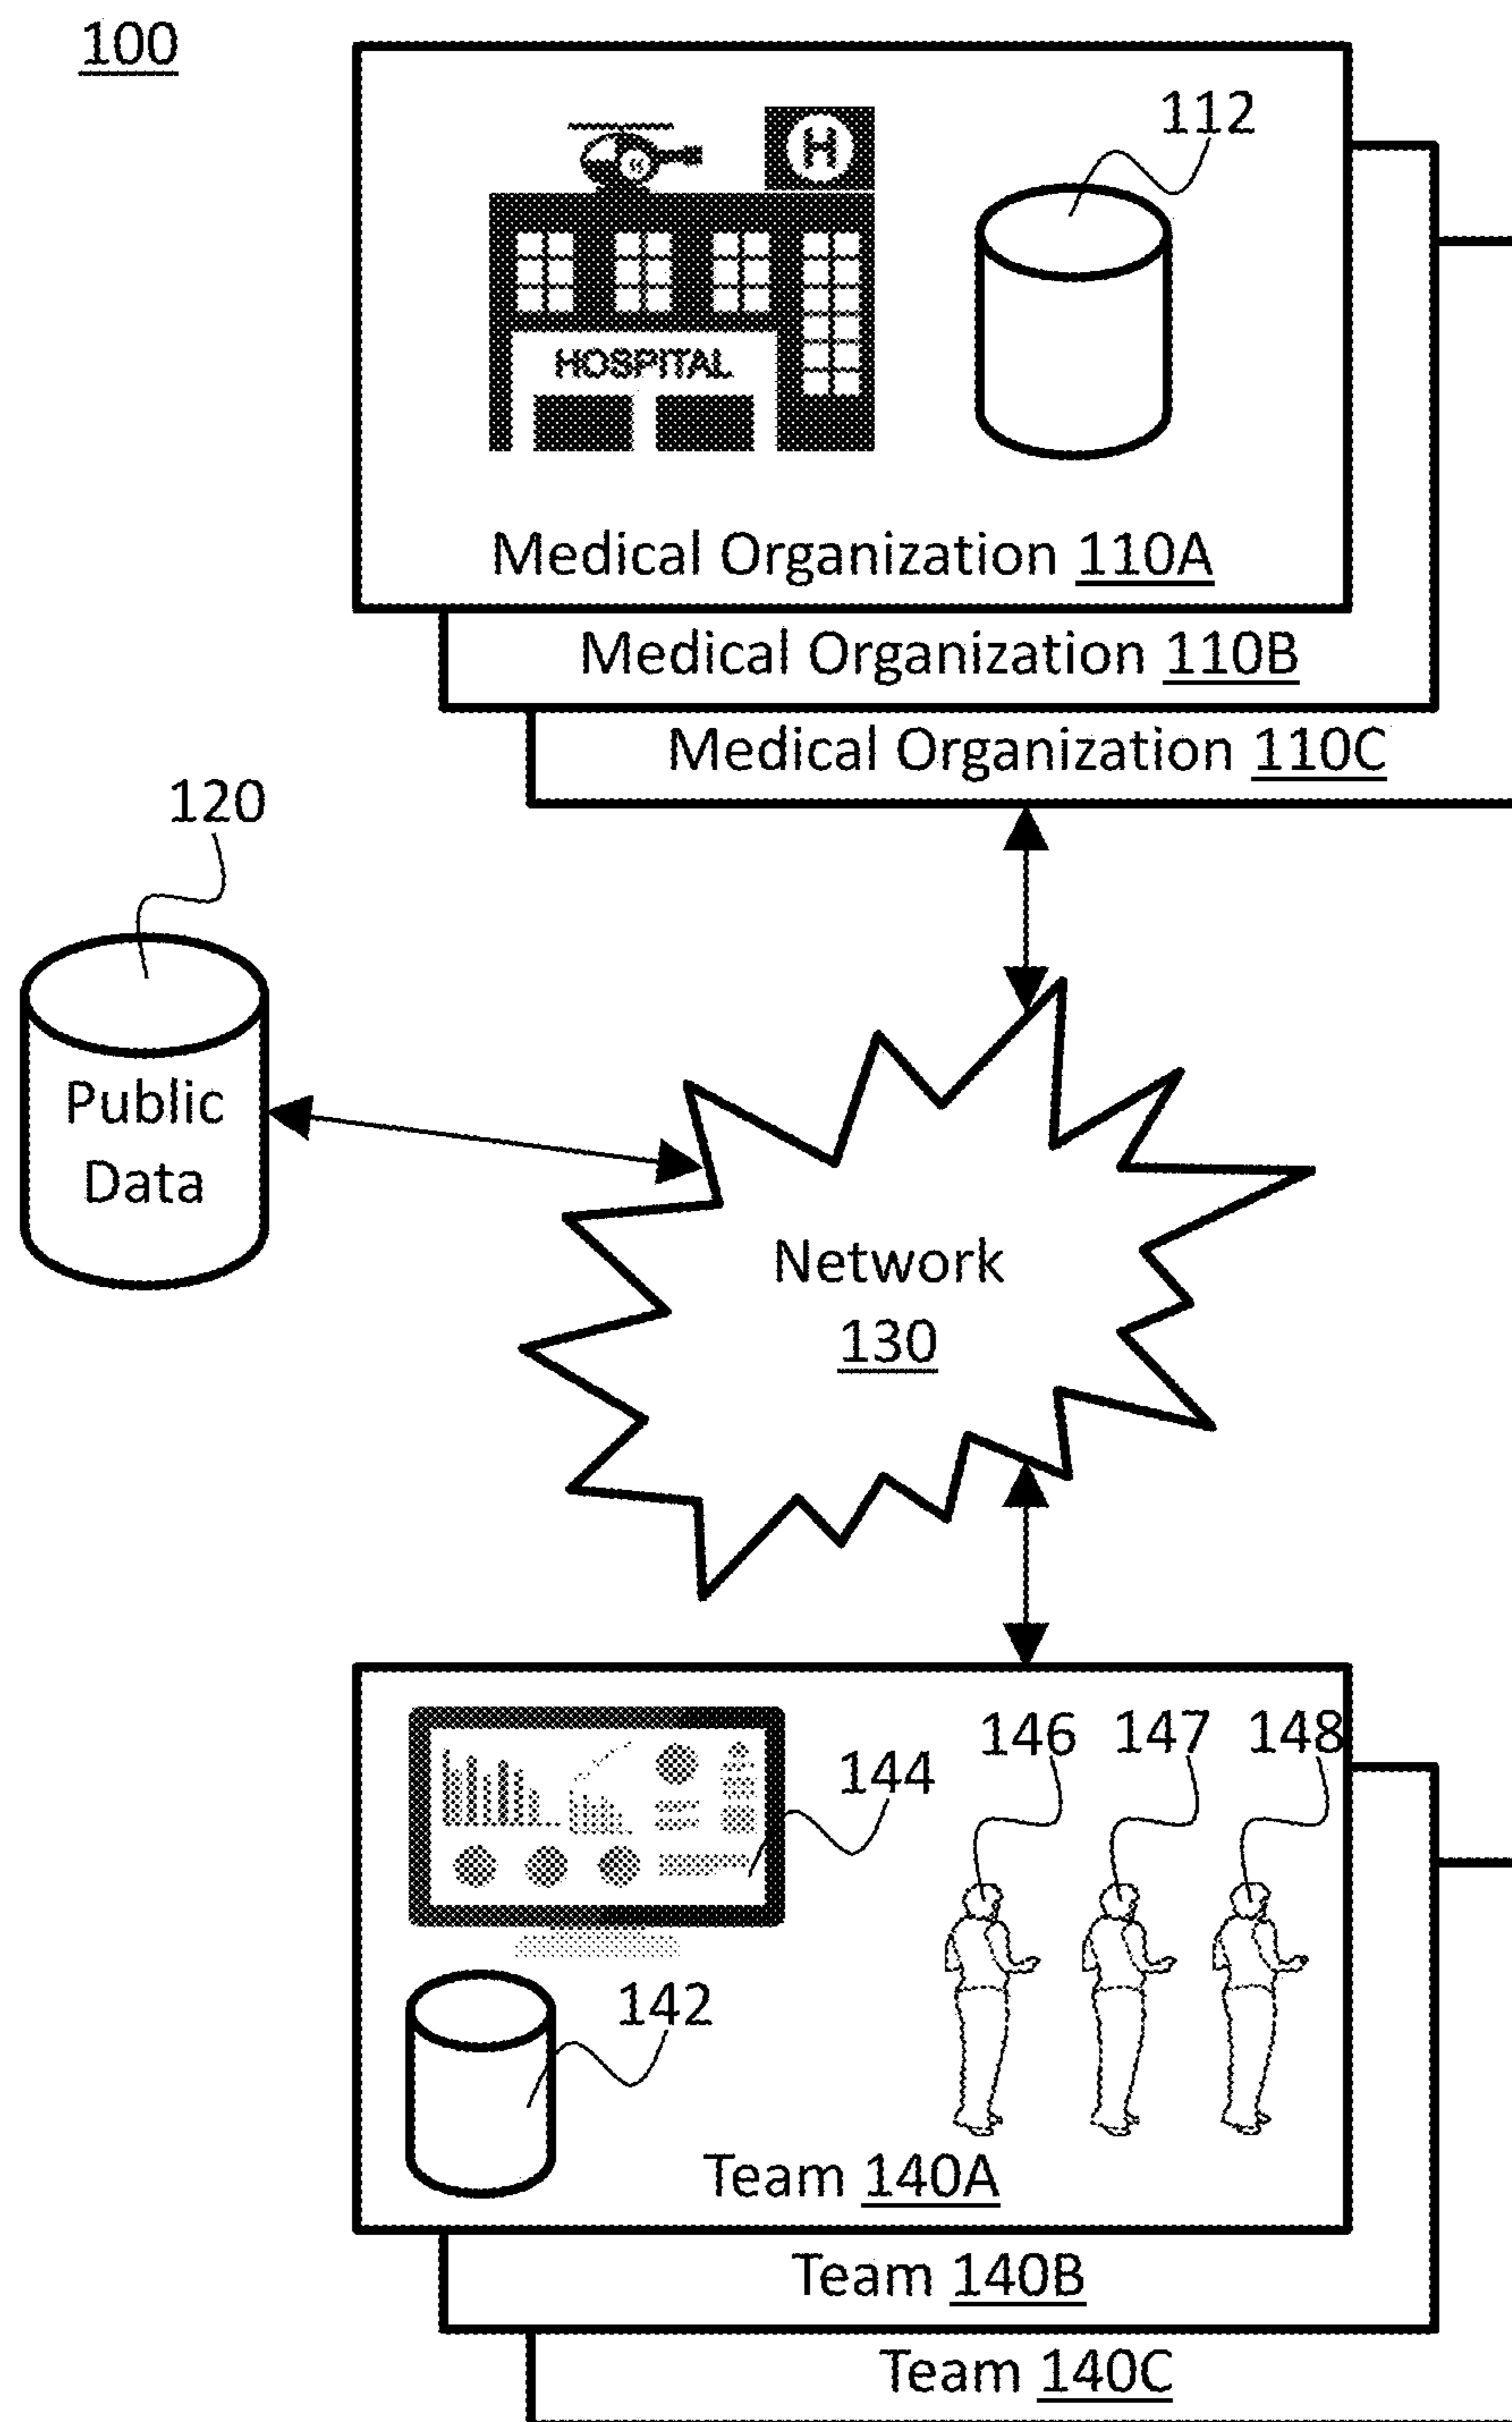 100
112
H
HOSPITAL
Medical Organization 110A
Medical Organization 110B
Medical Organization 110C
120
Public
Data
Network
130
146 147 148
144
142
Team 140A
Team 140B
Team 140C